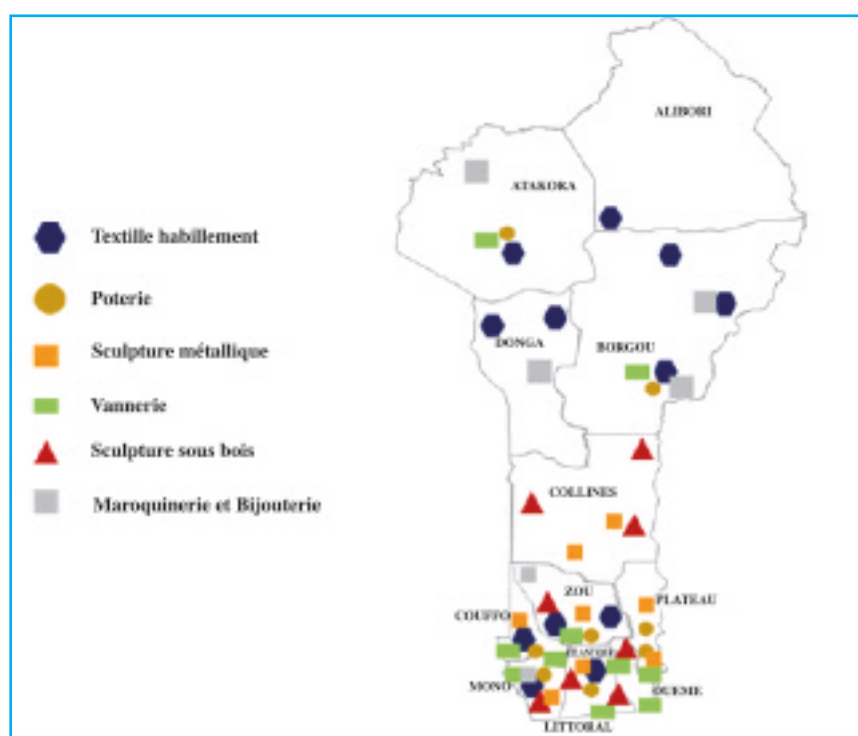 ALIBORI
ATAKORA
Textille habillement
Poterie
DONGA
BORGOU
Sculpture métallique
Vannerie
Sculpture sous bois
COLLINES
Maroquinerie et Bijouterie
ZOU
PLATEAU
COUFFO
MONO
OUEME
LITTORAL